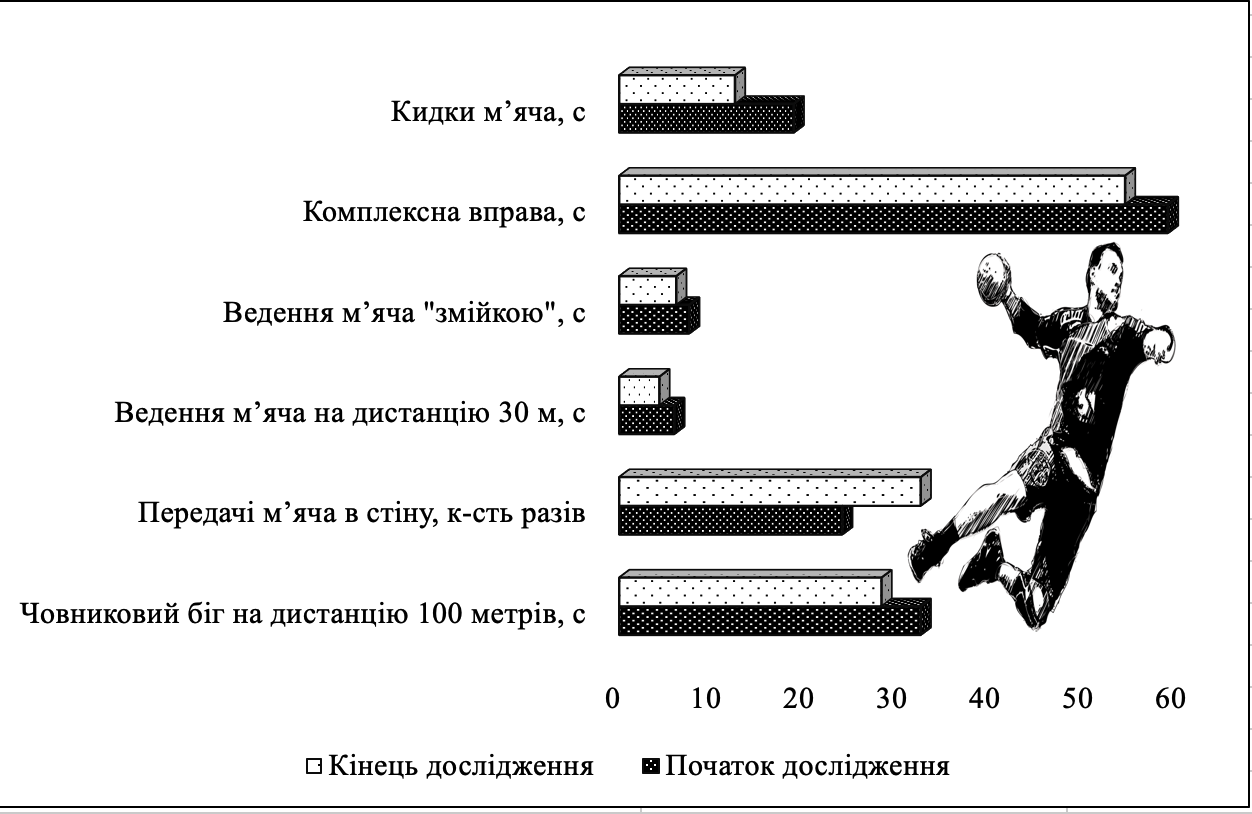 Кидки м’яча, с
Комплексна вправа, с
Ведення м’яча "змійкою", с
Ведення м’яча на дистанцію 30 м, с
Передачі м’яча в стіну, к-сть разів
Човниковий біг на дистанцію 100 метрів, с
0 10 20 30 40 50 60
Кінець дослідження Початок дослідження